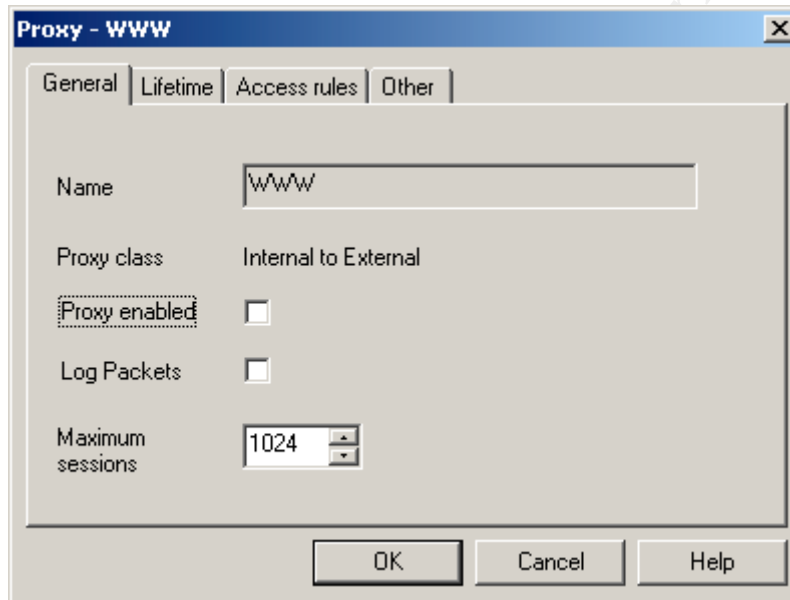 Proxy - WWW
General Lifetime Access rules Other
Name WWW
Proxy class Internal to External
Proxy enabled
Log Packets
Maximum
sessions 1024
OK Cancel Help